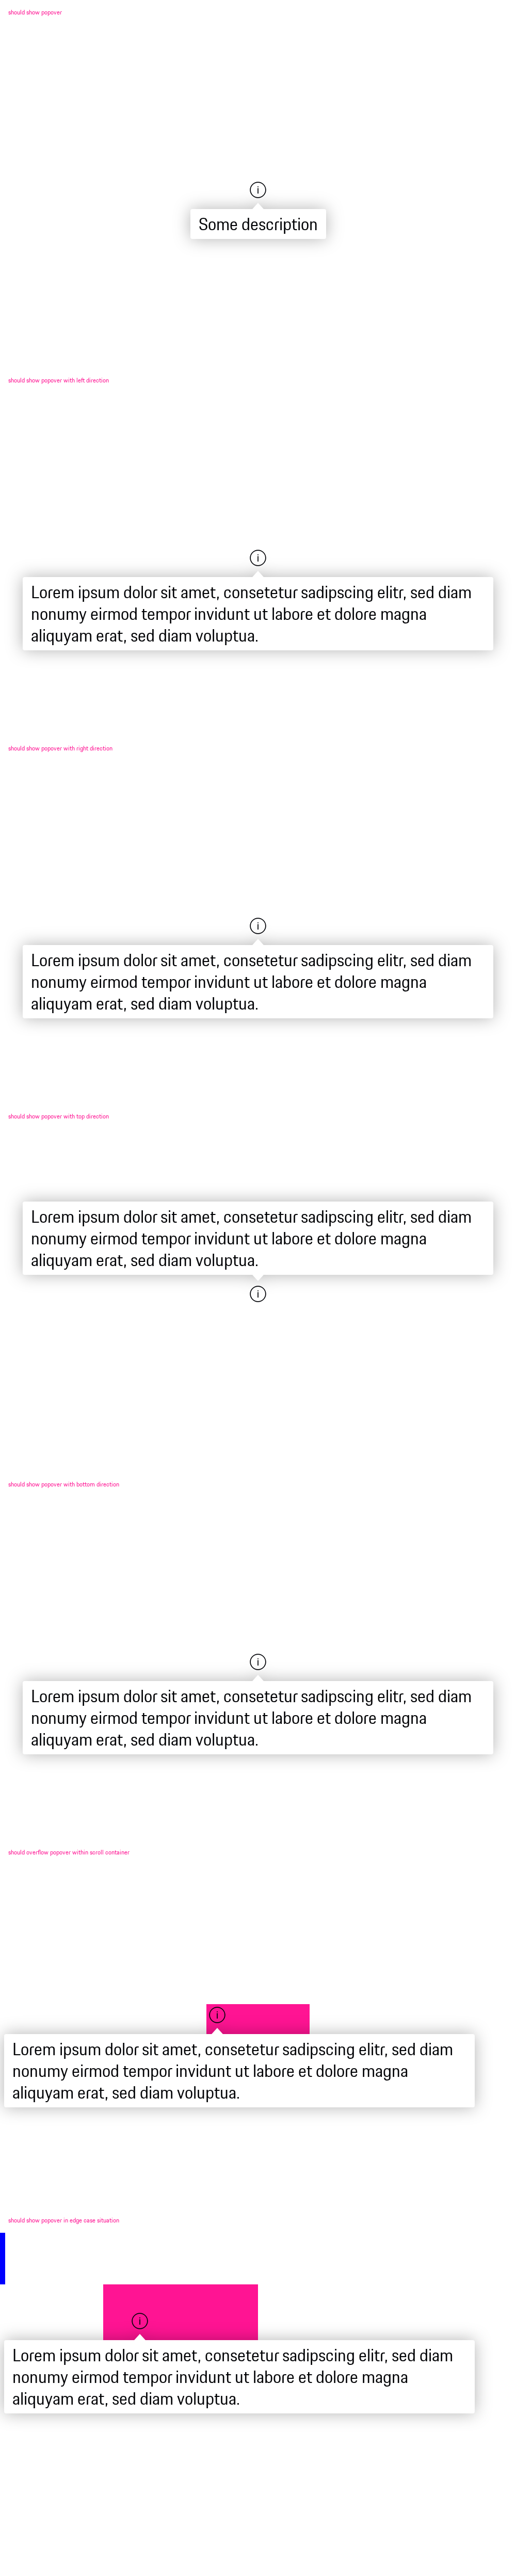 should show popover
i
Some description
should show popover with left direction
i
Lorem ipsum dolor sit amet, consetetur sadipscing elitr, sed diam
nonumy eirmod tempor invidunt ut labore et dolore magna
aliquyam erat, sed diam voluptua.
should show popover with right direction
i
Lorem ipsum dolor sit amet, consetetur sadipscing elitr, sed diam
nonumy eirmod tempor invidunt ut labore et dolore magna
aliquyam erat, sed diam voluptua.
should show popover with top direction
Lorem ipsum dolor sit amet, consetetur sadipscing elitr, sed diam
nonumy eirmod tempor invidunt ut labore et dolore magna
aliquyam erat, sed diam voluptua.
i
should show popover with bottom direction
i
Lorem ipsum dolor sit amet, consetetur sadipscing elitr, sed diam
nonumy eirmod tempor invidunt ut labore et dolore magna
aliquyam erat, sed diam voluptua.
should overflow popover within scroll container
i
Lorem ipsum dolor sit amet, consetetur sadipscing elitr, sed diam
nonumy eirmod tempor invidunt ut labore et dolore magna
aliquyam erat, sed diam voluptua.
should show popover in edge case situation
i
Lorem ipsum dolor sit amet, consetetur sadipscing elitr, sed diam
nonumy eirmod tempor invidunt ut labore et dolore magna
aliquyam erat, sed diam voluptua.